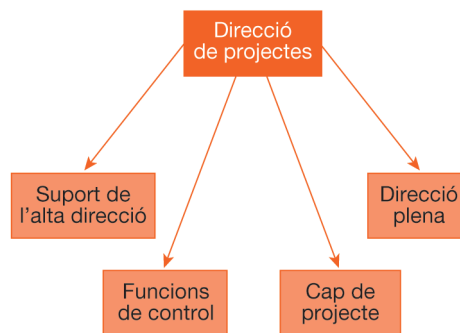 Direcció
de projectes
Suport de
l'alta direcció
Direcció
plena
Funcions
de control
Cap de
projecte